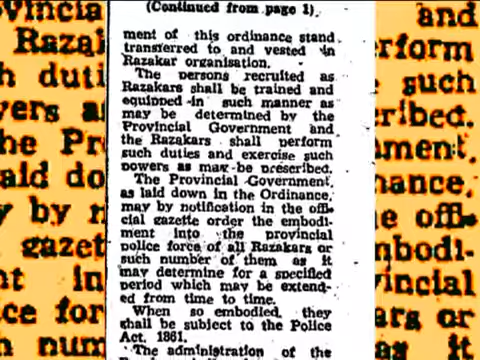 (Continued from page 1)
ment of this ordinance stand
transferred to and vested in
Razakar organisation.
The persons recruited as
Razakars shall be trained and
equipped in such manner as
may be determined by the
Provincial Government and
the Razakars shall perform
such duties and exercise such
powers as may be prescribed.
The Provincial Government,
as laid down in the Ordinance,
may by notification in the offi-
cial gazette order the embodi-
ment into the provincial
police force of all Razakars or
such number of them as it
may determine for a specified
period which may be extend-
ed from time to time.
When so embodied, they
shall be subject to the Police
Act. 1861.
The administration of the